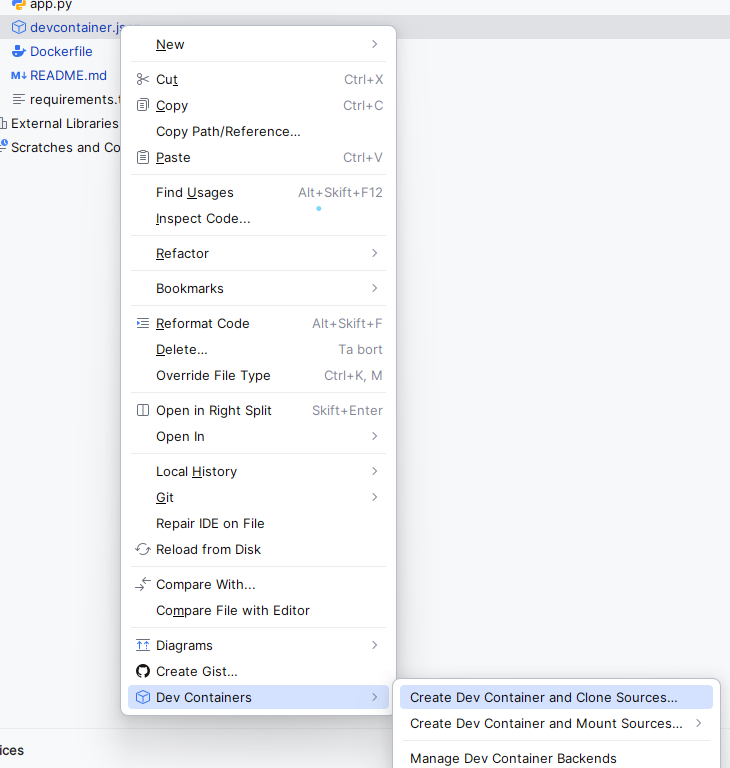 app.py
devcontainer.js
New
Dockerfile
M↓ README.md
Cut Ctrl+X
requirements.t
Copy Ctrl+C
External Libraries
Copy Path/Reference...
Scratches and Co
Paste Ctrl+V
Find Usages Alt+Skift+F12
Inspect Code...
Refactor
Bookmarks
Reformat Code Alt+Skift+F
Delete... Ta bort
Override File Type Ctrl+K, M
Open in Right Split Skift+Enter
Open In
Local History
Git
Repair IDE on File
Reload from Disk
Compare With...
Compare File with Editor
Diagrams
Create Gist...
Dev Containers
Create Dev Container and Clone Sources...
Create Dev Container and Mount Sources...
Manage Dev Container Backends
ices